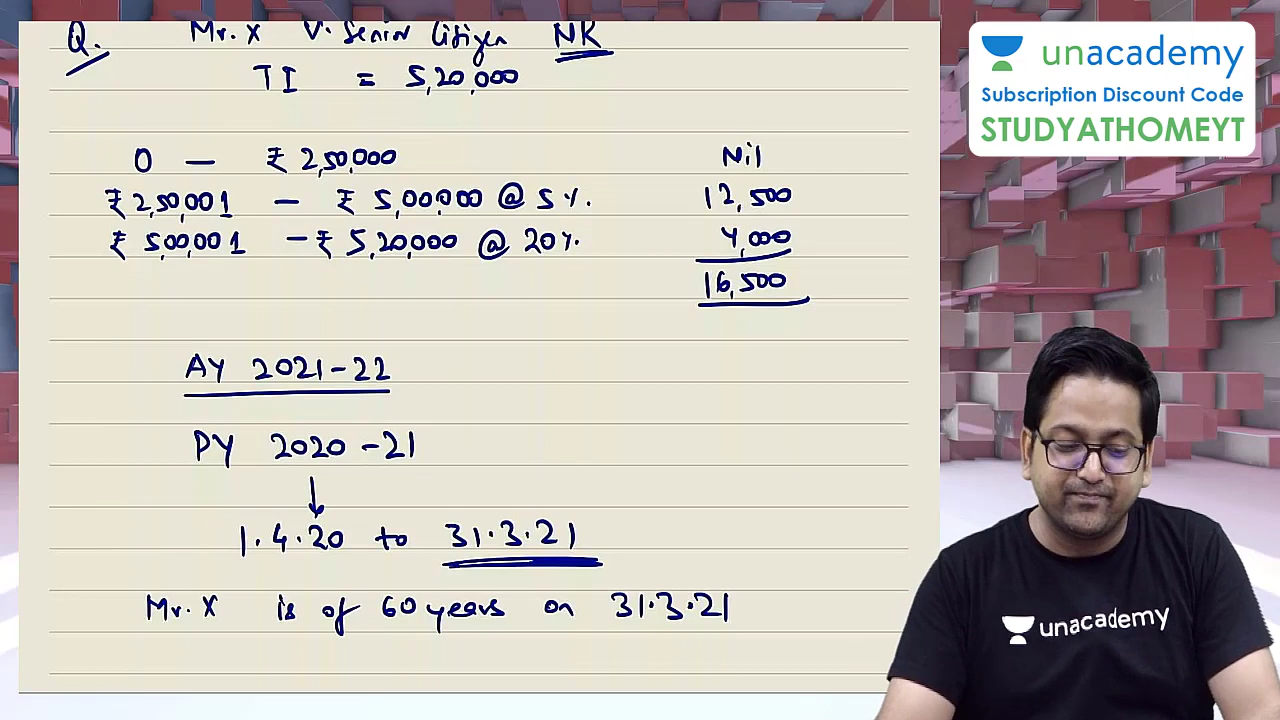 Q. Mr. X V. Senior Citizen NR
TI = 5,20,000
0 — ₹ 2,50,000 Nil
₹ 2,50,001 — ₹ 5,00,000 @ 5%. 12,500
₹ 5,00,001 — ₹ 5,20,000 @ 20%. 4,000
16,500
AY 2021-22
PY 2020-21
1.4.20 to 31.3.21
Mr. X is of 60 years on 31.3.21
unacademy
Subscription Discount Code
STUDYATHOMEYT
unacademy